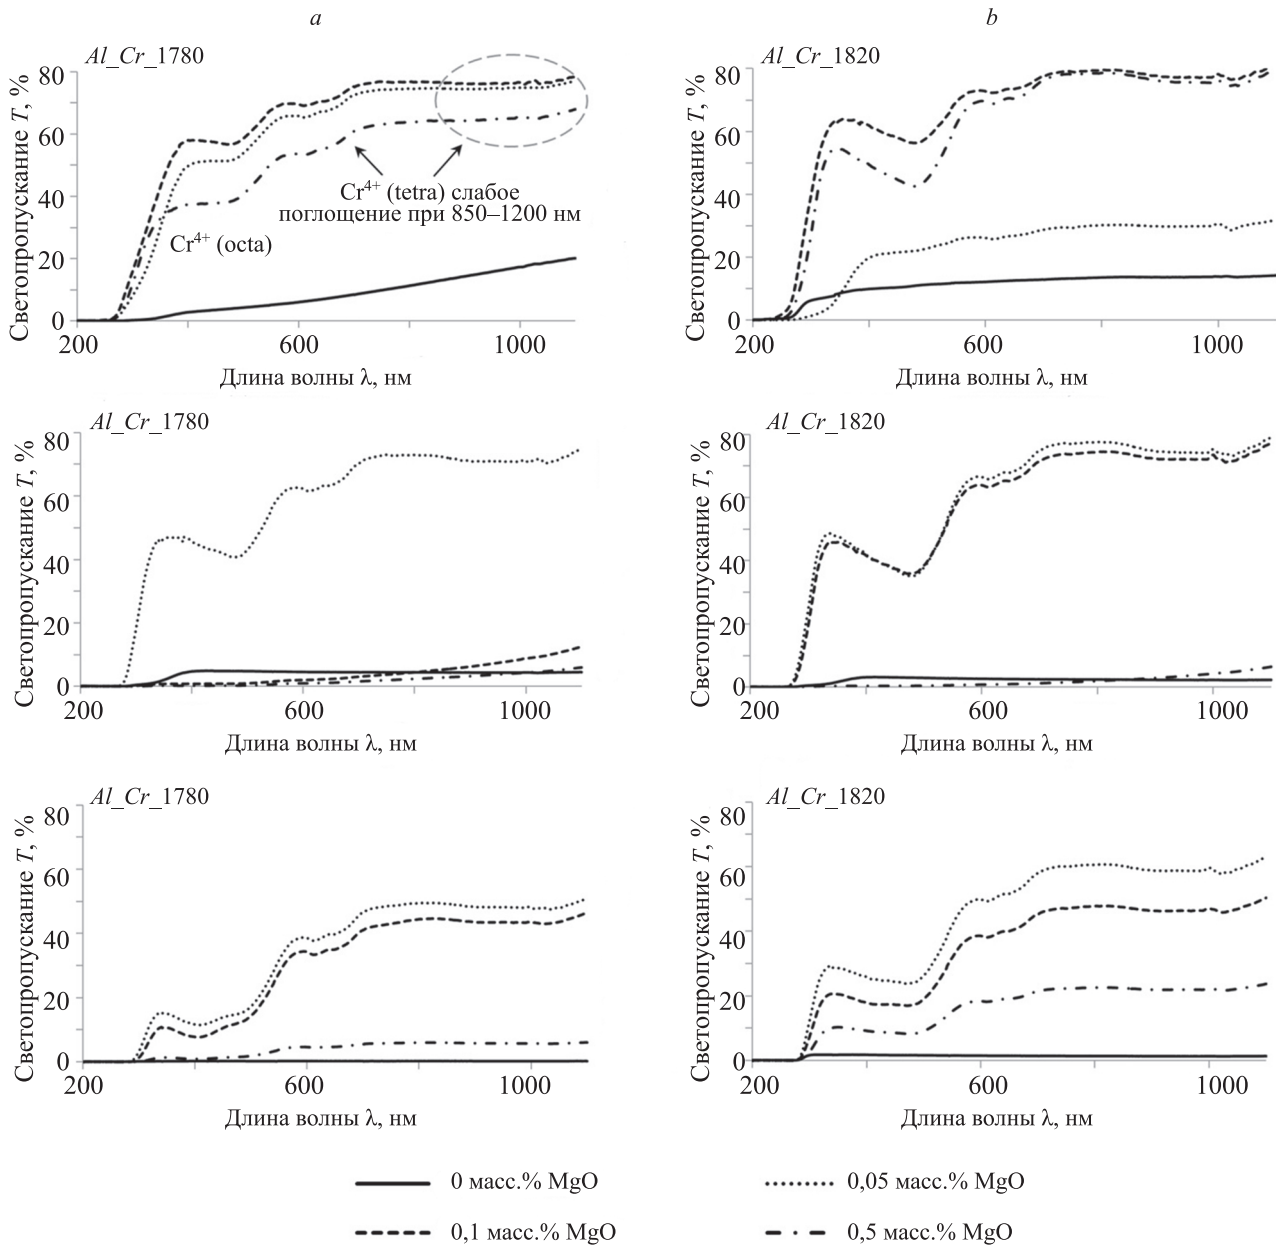 a
b
Al_Cr_1780
Светопропускание T, %
80
60
40
20
0
Cr4+ (tetra) слабое
поглощение при 850–1200 нм
Cr4+ (octa)
200
600
1000
Длина волны λ, нм
Al_Cr_1820
Светопропускание T, %
80
60
40
20
0
200
600
1000
Длина волны λ, нм
Al_Cr_1780
Светопропускание T, %
80
60
40
20
0
200
600
1000
Длина волны λ, нм
Al_Cr_1820
Светопропускание T, %
80
60
40
20
0
200
600
1000
Длина волны λ, нм
Al_Cr_1780
Светопропускание T, %
80
60
40
20
0
200
600
1000
Длина волны λ, нм
Al_Cr_1820
Светопропускание T, %
80
60
40
20
0
200
600
1000
Длина волны λ, нм
0 масс.% MgO
0,05 масс.% MgO
0,1 масс.% MgO
0,5 масс.% MgO